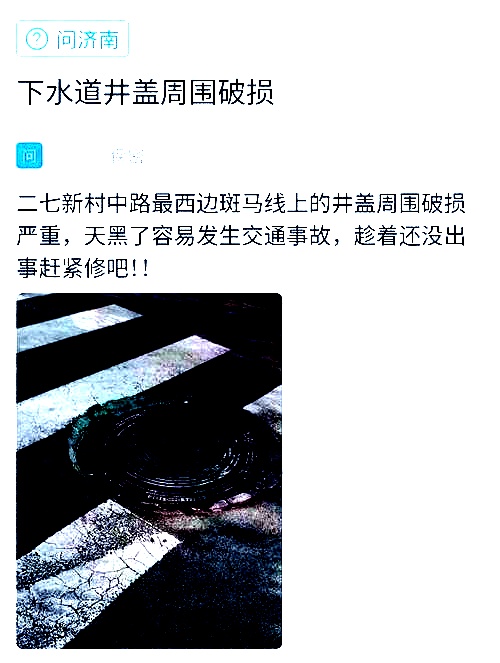 问济南
下水道井盖周围破损
问
二七新村中路最西边斑马线上的井盖周围破损
严重，天黑了容易发生交通事故，趁着还没出
事赶紧修吧！！